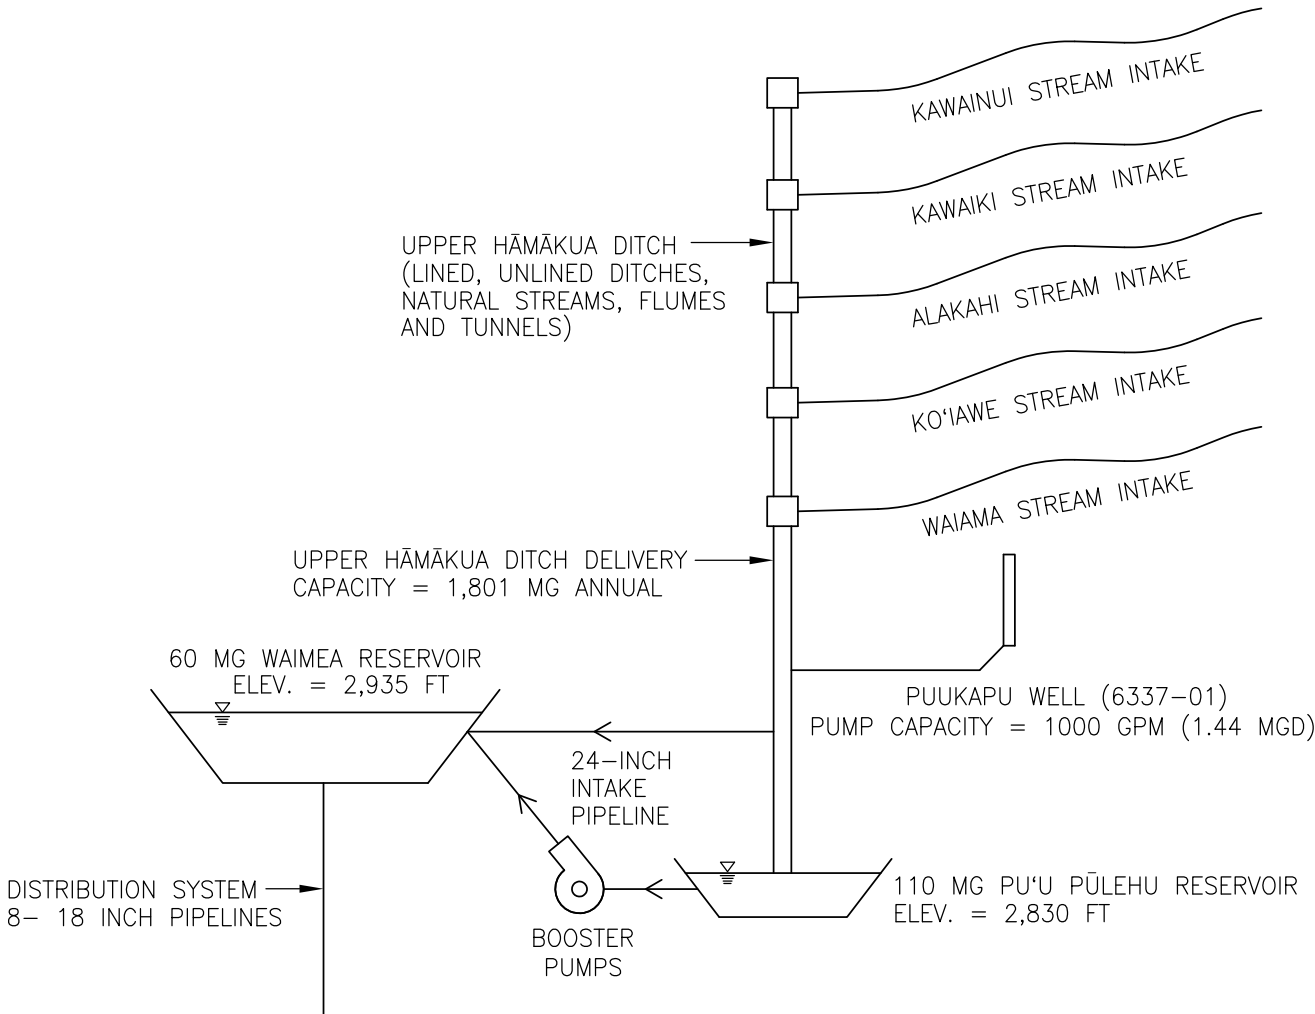 KAWAINUI STREAM INTAKE
KAWAIKI STREAM INTAKE
UPPER HĀMĀKUA DITCH
(LINED, UNLINED DITCHES,
NATURAL STREAMS, FLUMES
AND TUNNELS)
ALAKAHI STREAM INTAKE
KO‘IAWE STREAM INTAKE
WAIAMA STREAM INTAKE
UPPER HĀMĀKUA DITCH DELIVERY
CAPACITY = 1,801 MG ANNUAL
60 MG WAIMEA RESERVOIR
ELEV. = 2,935 FT
PUUKAPU WELL (6337-01)
PUMP CAPACITY = 1000 GPM (1.44 MGD)
24-INCH
INTAKE
PIPELINE
DISTRIBUTION SYSTEM
8- 18 INCH PIPELINES
110 MG PU‘U PŪLEHU RESERVOIR
ELEV. = 2,830 FT
BOOSTER
PUMPS